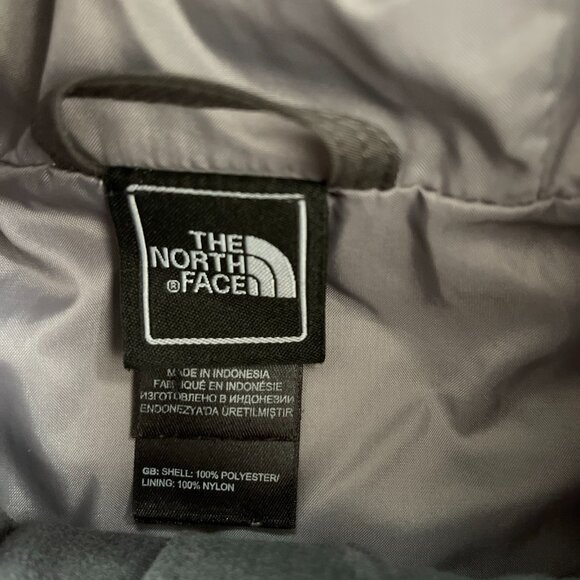 THE
NORTH
®FACE
MADE IN INDONESIA
FABRIQUÉ EN INDONÉSIE
ИЗГОТОВЛЕНО В ИНДОНЕЗИИ
ENDONEZYA'DA ÜRETILMIŞTIR
GB: SHELL: 100% POLYESTER/
LINING: 100% NYLON